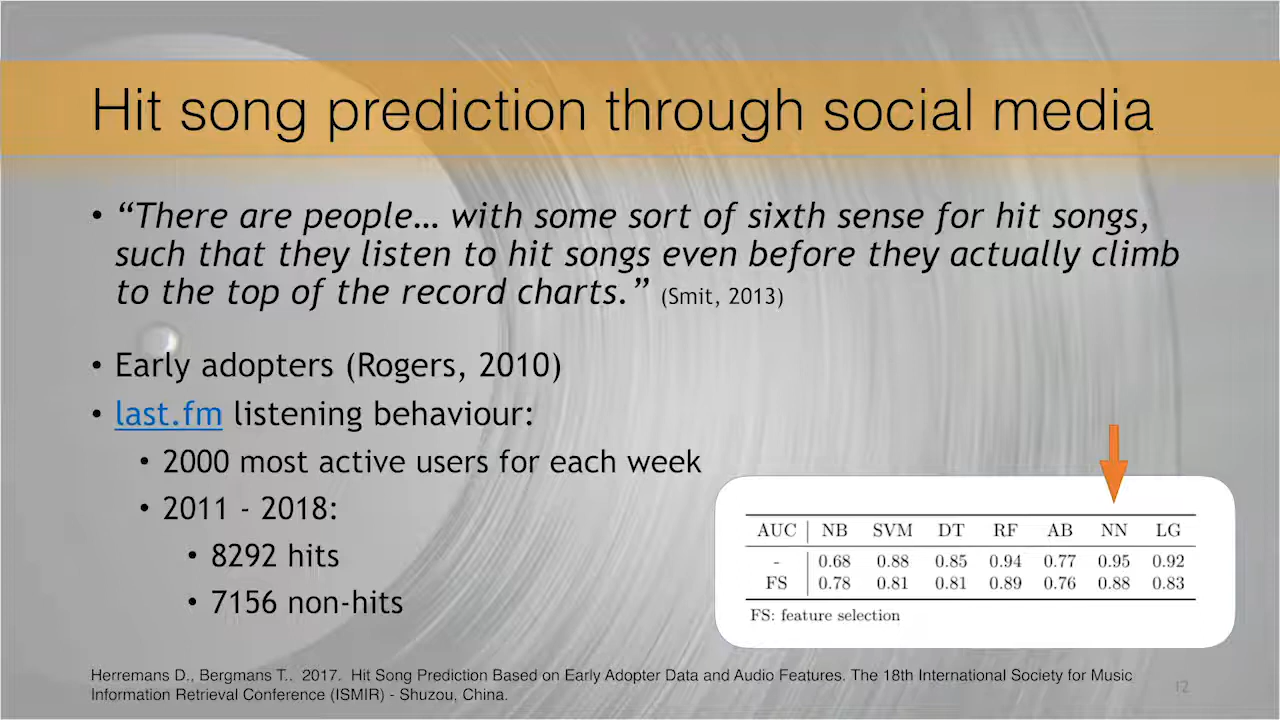 Hit song prediction through social media
• “There are people… with some sort of sixth sense for hit songs,
such that they listen to hit songs even before they actually climb
to the top of the record charts.” (Smit, 2013)
• Early adopters (Rogers, 2010)
• last.fm listening behaviour:
• 2000 most active users for each week
• 2011 - 2018:
• 8292 hits
• 7156 non-hits
AUC NB SVM DT RF AB NN LG
- 0.68 0.88 0.85 0.94 0.77 0.95 0.92
FS 0.78 0.81 0.81 0.89 0.76 0.88 0.83
FS: feature selection
Herremans D., Bergmans T.. 2017. Hit Song Prediction Based on Early Adopter Data and Audio Features. The 18th International Society for Music
Information Retrieval Conference (ISMIR) - Shuzou, China.
12